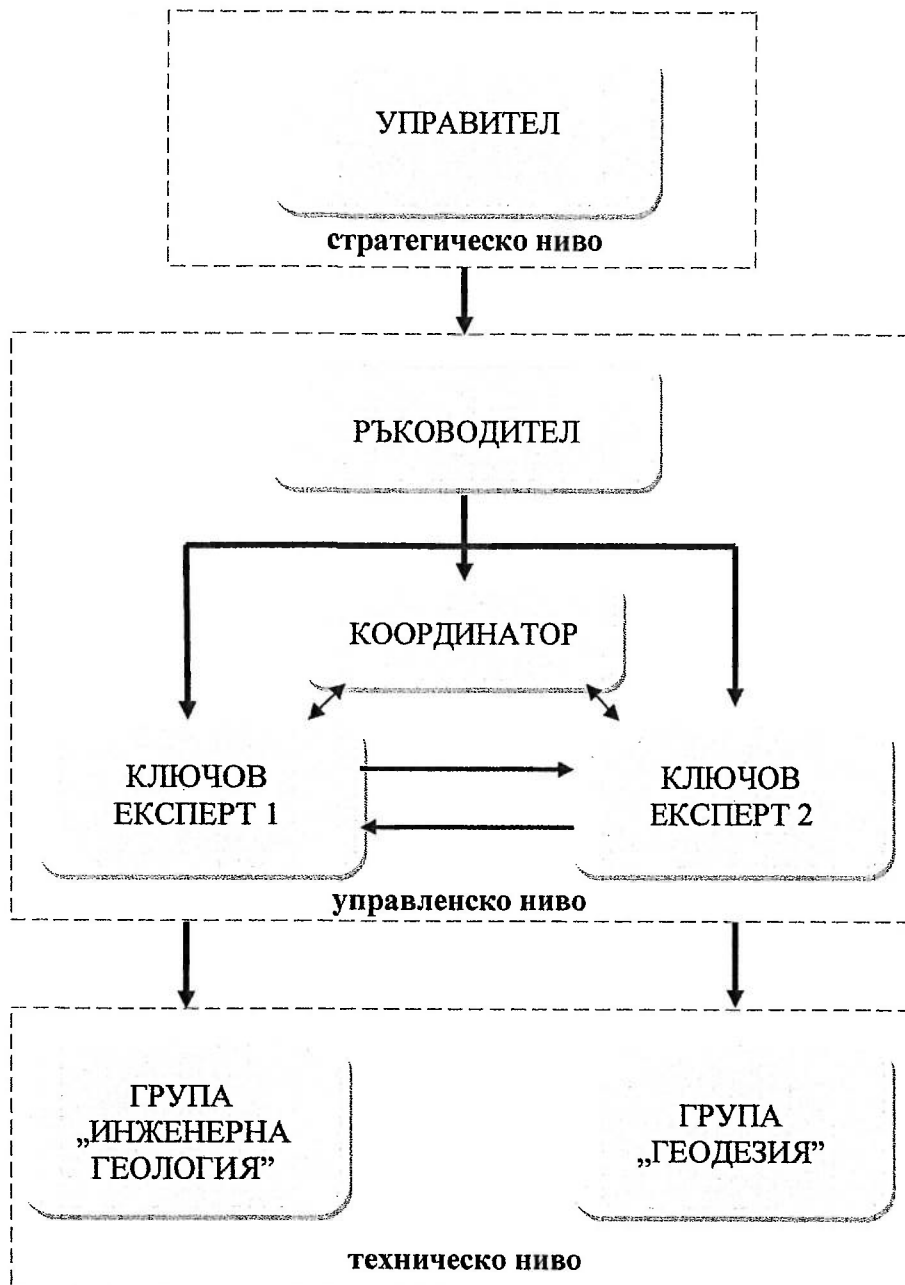 УПРАВИТЕЛ
стратегическо ниво
РЪКОВОДИТЕЛ
КООРДИНАТОР
КЛЮЧОВ
ЕКСПЕРТ 1
КЛЮЧОВ
ЕКСПЕРТ 2
управленско ниво
ГРУПА
„ИНЖЕНЕРНА
ГЕОЛОГИЯ”
ГРУПА
„ГЕОДЕЗИЯ”
техническо ниво